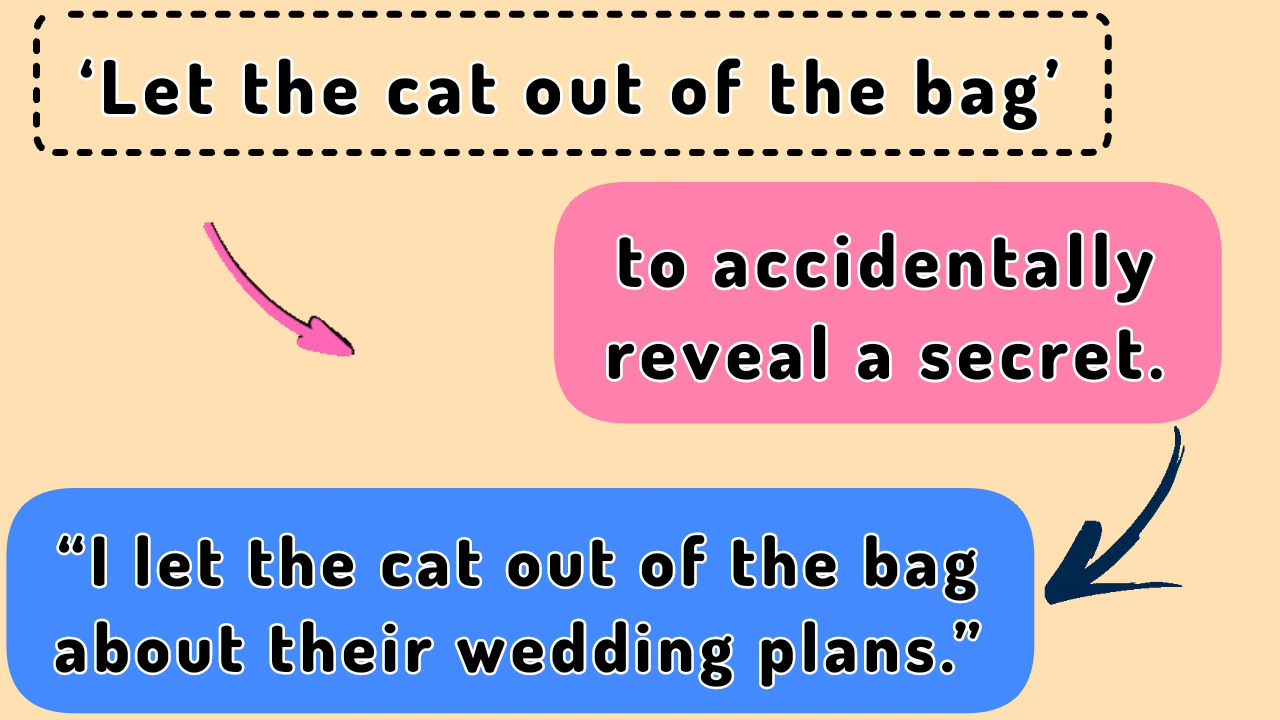 ‘Let the cat out of the bag’
to accidentally
reveal a secret.
“I let the cat out of the bag
about their wedding plans.”